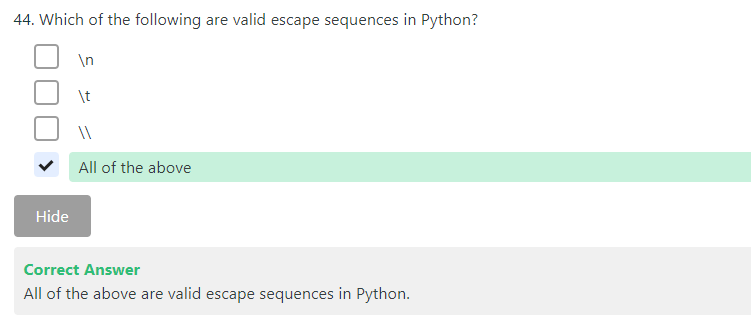 44. Which of the following are valid escape sequences in Python?
\n
\t
\\
All of the above
Hide
Correct Answer
All of the above are valid escape sequences in Python.